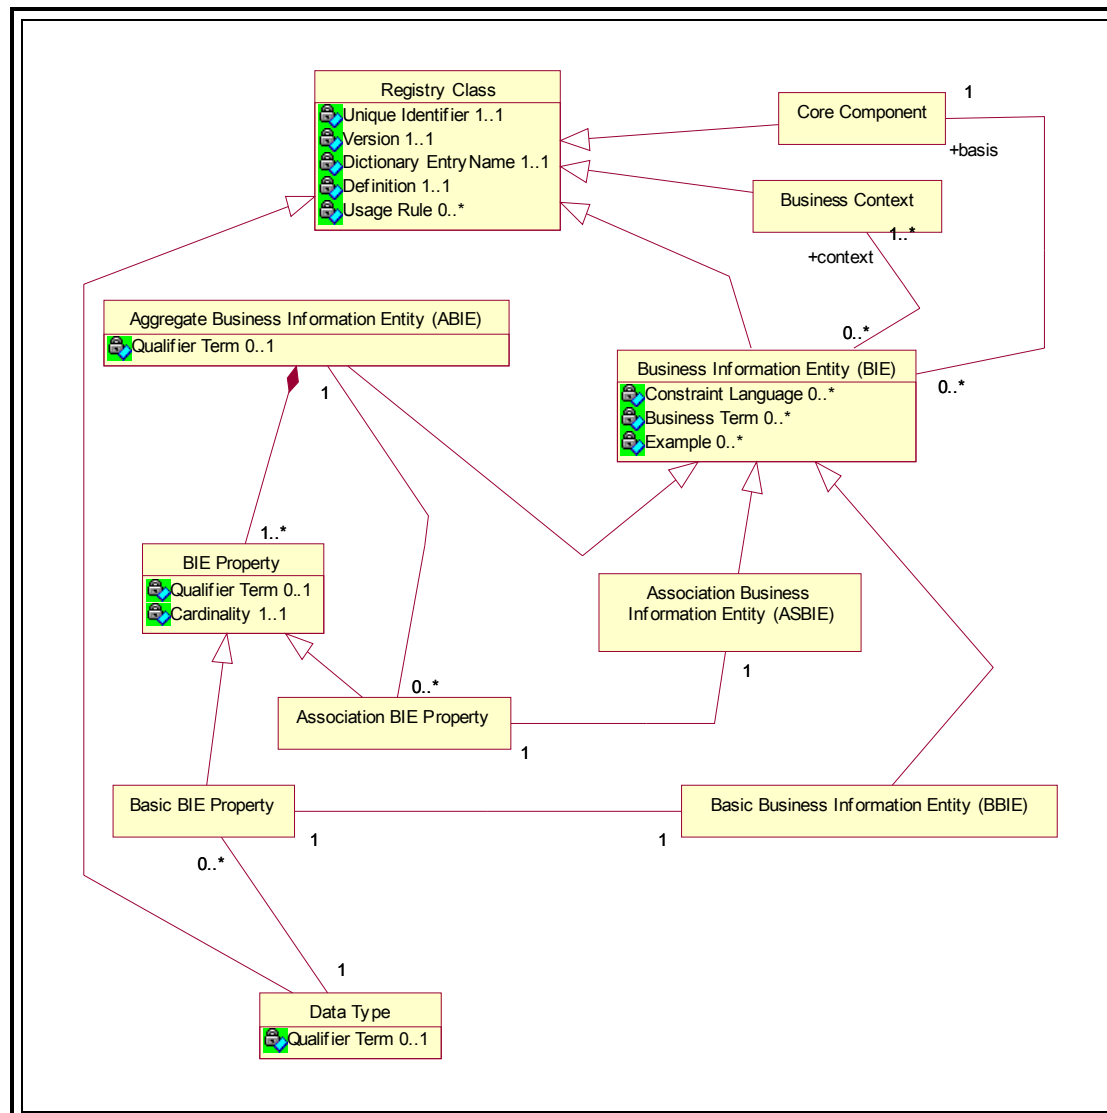 Registry Class
Unique Identifier 1..1
Version 1..1
Dictionary Entry Name 1..1
Definition 1..1
Usage Rule 0..*
1
Core Component
+basis
Business Context
1..*
+context
0..*
Aggregate Business Information Entity (ABIE)
Qualifier Term 0..1
1
Business Information Entity (BIE)
Constraint Language 0..*
Business Term 0..*
Example 0..*
0..*
1..*
BIE Property
Qualifier Term 0..1
Cardinality 1..1
Association Business
Information Entity (ASBIE)
1
0..*
Association BIE Property
1
Basic BIE Property
1
0..*
Basic Business Information Entity (BBIE)
1
1
Data Type
Qualifier Term 0..1